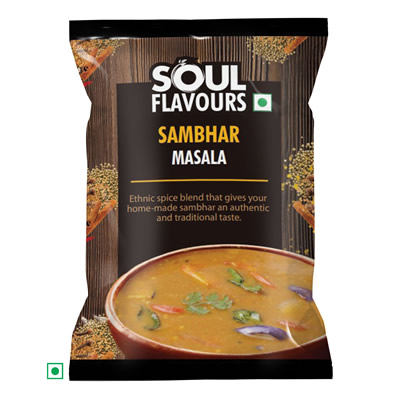 SOUL
FLAVOURS
SAMBHAR
MASALA
Ethnic spice blend that gives your
home-made sambhar an authentic
and traditional taste.